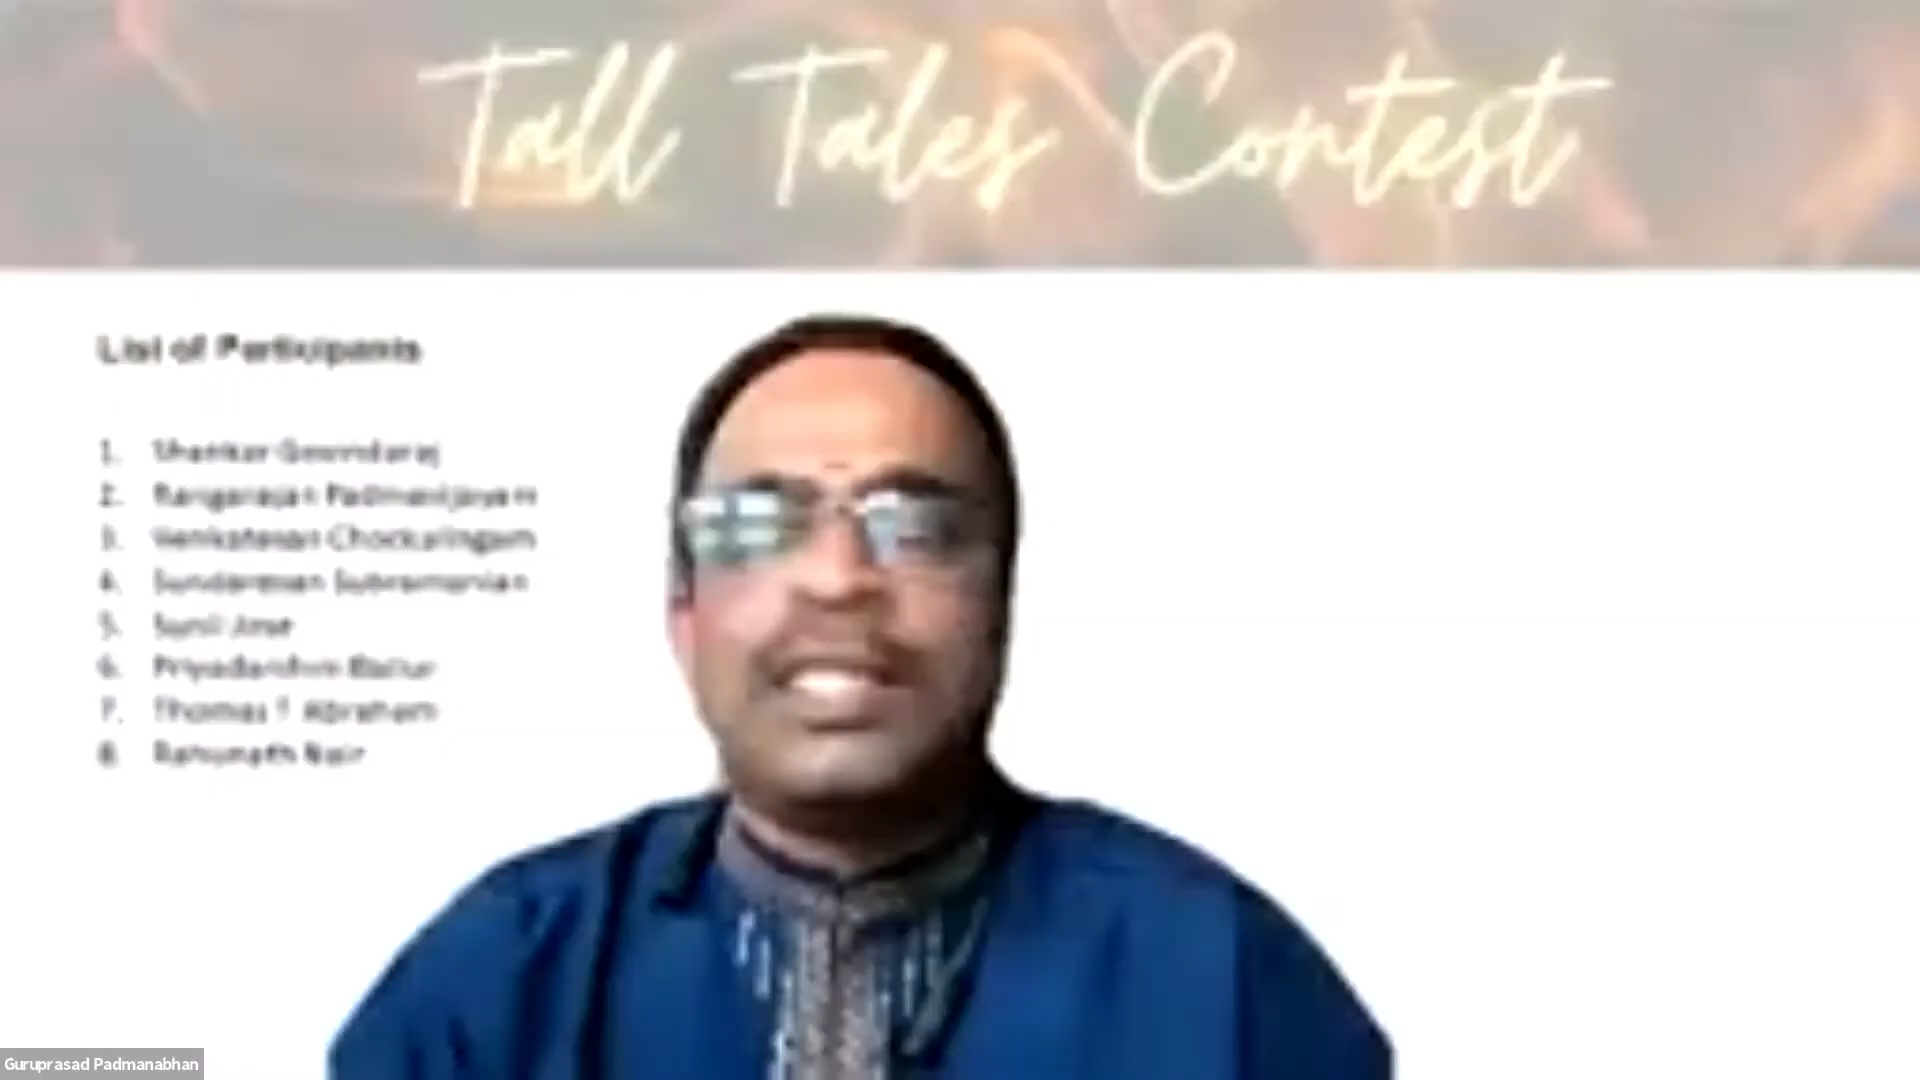 Tall Tales Contest
List of Participants
1. Shankar Govindaraj
2. Rangarajan
3. Venkatesan Chockalingam
4. Sundaresan Subramanian
5. Sunil Jose
6. Priyadarshini
7. Thomas T Abraham
8. Nair
Guruprasad Padmanabhan